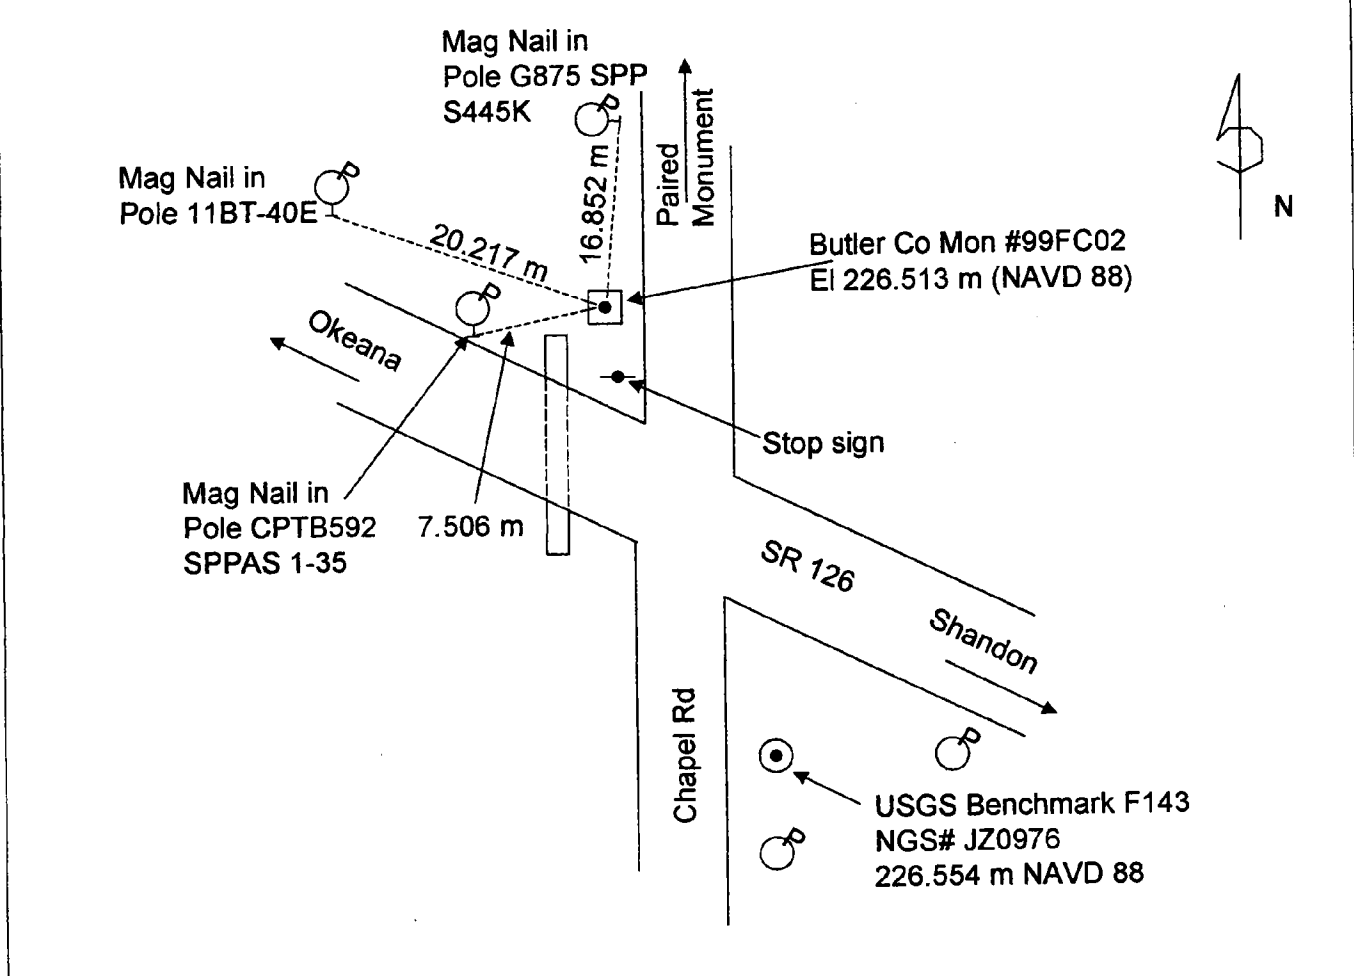 Mag Nail in
Pole G875 SPP
S445K
P
Paired
Monument
16.852 m
N
Mag Nail in
Pole 11BT-40E
P
20.217 m
Butler Co Mon #99FC02
El 226.513 m (NAVD 88)
P
Okeana
Stop sign
Mag Nail in
Pole CPTB592
SPPAS 1-35
7.506 m
SR 126
Shandon
Chapel Rd
P
USGS Benchmark F143
NGS# JZ0976
226.554 m NAVD 88
P